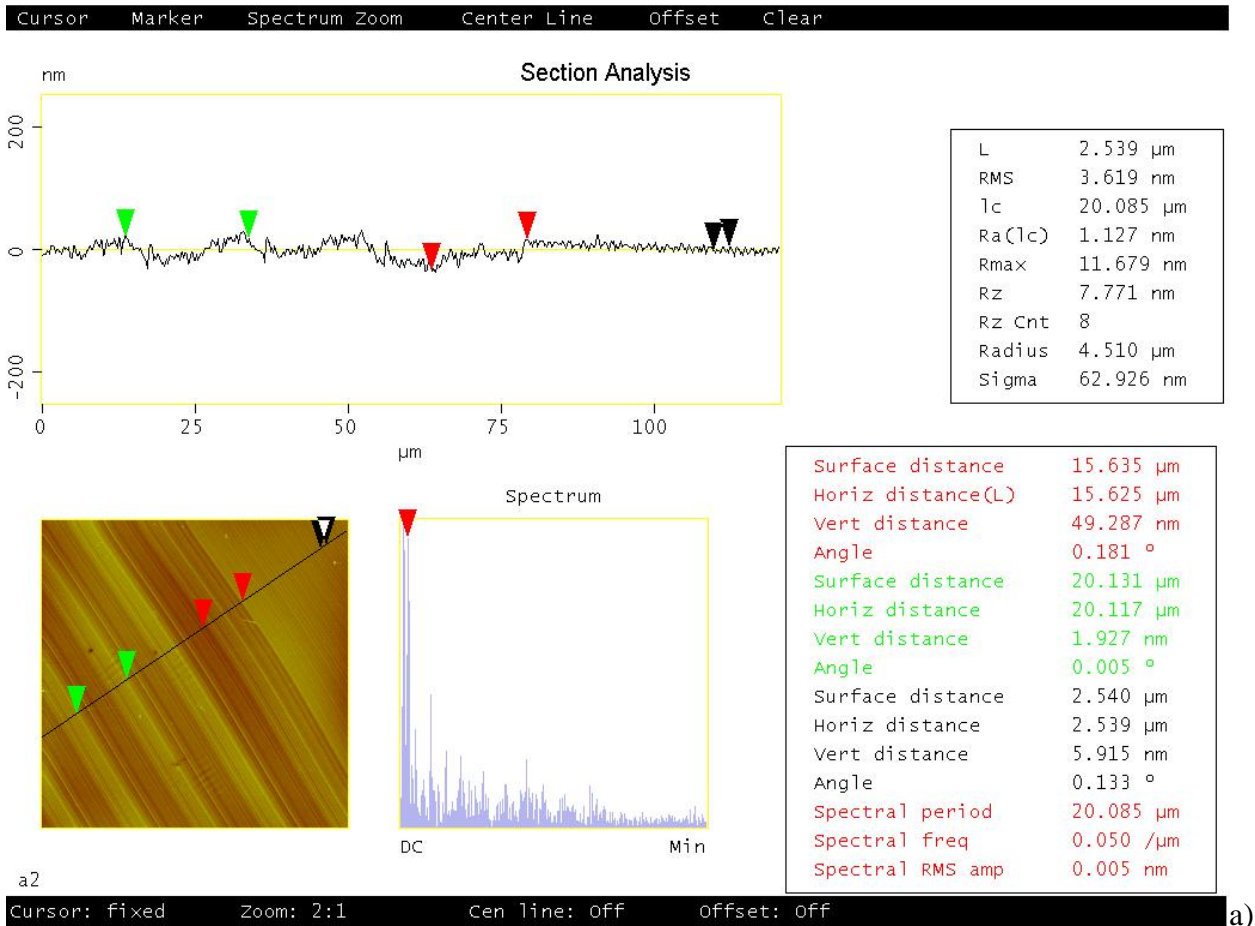 Cursor Marker Spectrum Zoom Center Line Offset Clear
nm
Section Analysis
200
0
-200
0 25 50 75 100
µm
L 2.539 µm
RMS 3.619 nm
lc 20.085 µm
Ra(lc) 1.127 nm
Rmax 11.679 nm
Rz 7.771 nm
Rz Cnt 8
Radius 4.510 µm
Sigma 62.926 nm
Spectrum
DC Min
Surface distance 15.635 µm
Horiz distance(L) 15.625 µm
Vert distance 49.287 nm
Angle 0.181 °
Surface distance 20.131 µm
Horiz distance 20.117 µm
Vert distance 1.927 nm
Angle 0.005 °
Surface distance 2.540 µm
Horiz distance 2.539 µm
Vert distance 5.915 nm
Angle 0.133 °
Spectral period 20.085 µm
Spectral freq 0.050 /µm
Spectral RMS amp 0.005 nm
a2
Cursor: fixed Zoom: 2:1 Cen line: Off Offset: Off
a)